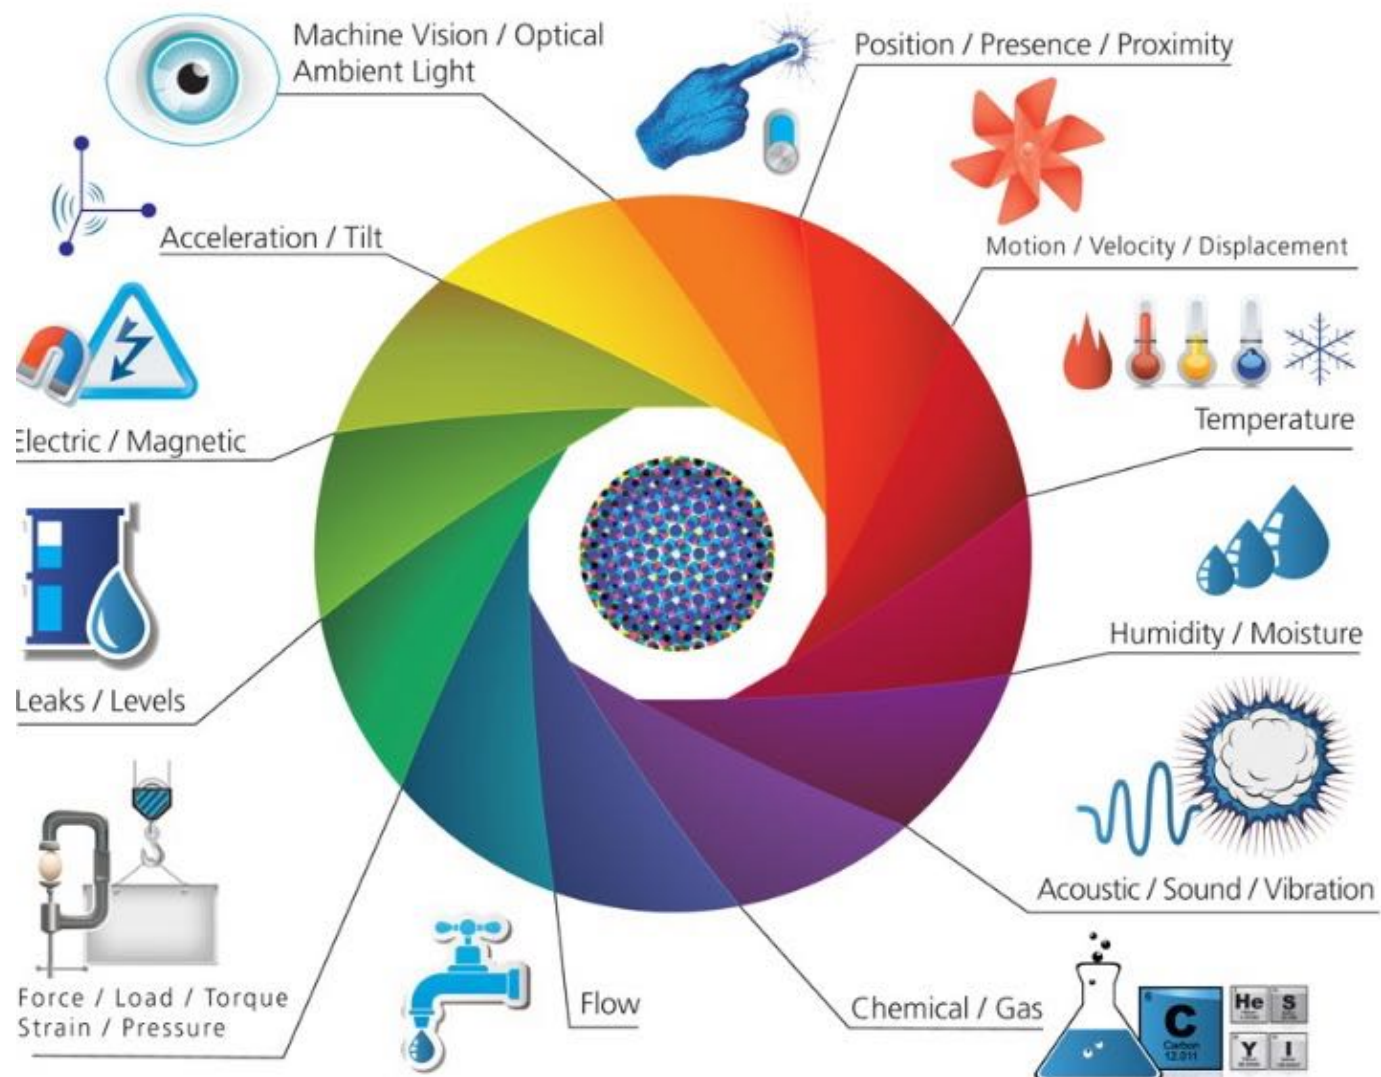 Machine Vision / Optical
Ambient Light
Position / Presence / Proximity
Acceleration / Tilt
Motion / Velocity / Displacement
Temperature
Electric / Magnetic
Humidity / Moisture
Leaks / Levels
Acoustic / Sound / Vibration
Force / Load / Torque
Strain / Pressure
Flow
Chemical / Gas
6
C
Carbon
12.011
He
S
Y
I